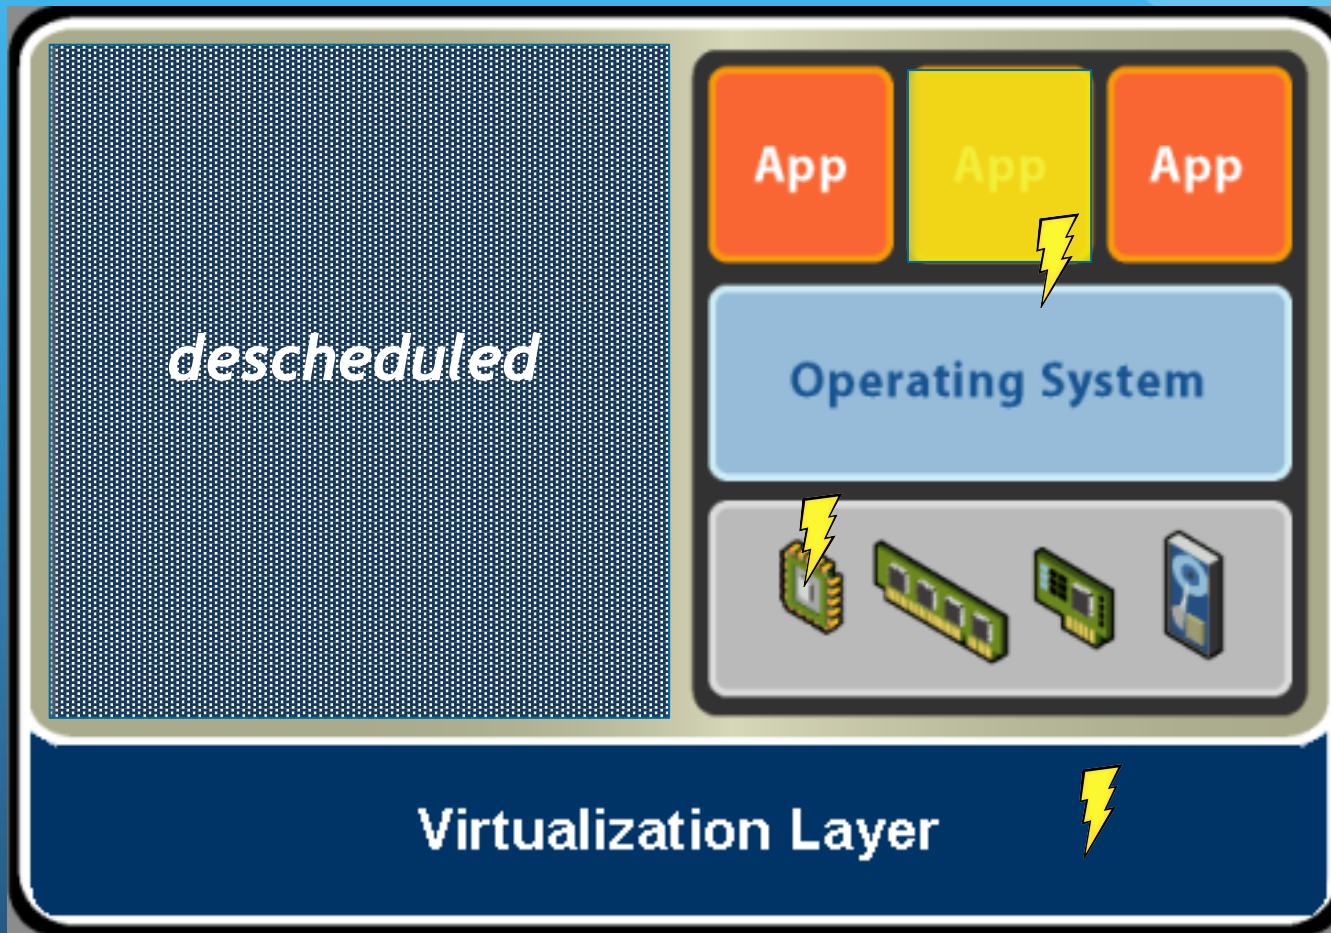 App
App
App
descheduled
Operating System
Virtualization Layer